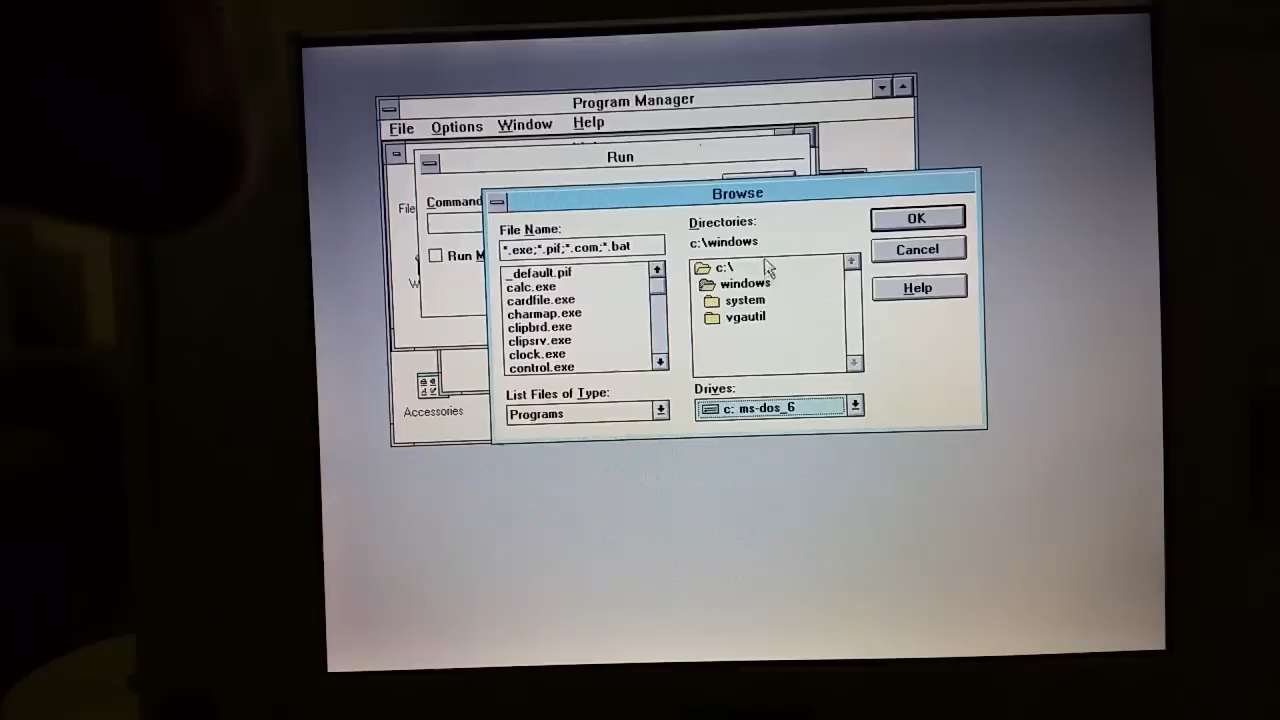 Program Manager
File Options Window Help
Run
Command
Run M
File
W
Accessories
Browse
File Name:
*.exe;*.pif;*.com;*.bat
_default.pif
calc.exe
cardfile.exe
charmap.exe
clipbrd.exe
clipsrv.exe
clock.exe
control.exe
List Files of Type:
Programs
Directories:
c:\windows
c:\
windows
system
vgautil
Drives:
c: ms-dos_6
OK
Cancel
Help